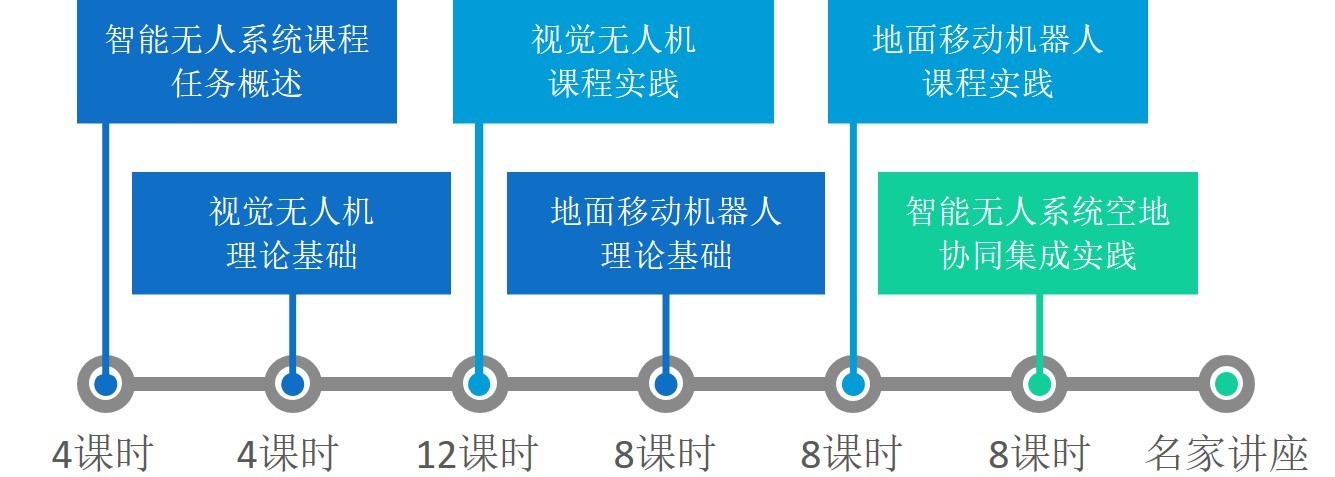 智能无人系统课程
任务概述
视觉无人机
课程实践
地面移动机器人
课程实践
视觉无人机
理论基础
地面移动机器人
理论基础
智能无人系统空地
协同集成实践
4课时
4课时
12课时
8课时
8课时
8课时
名家讲座